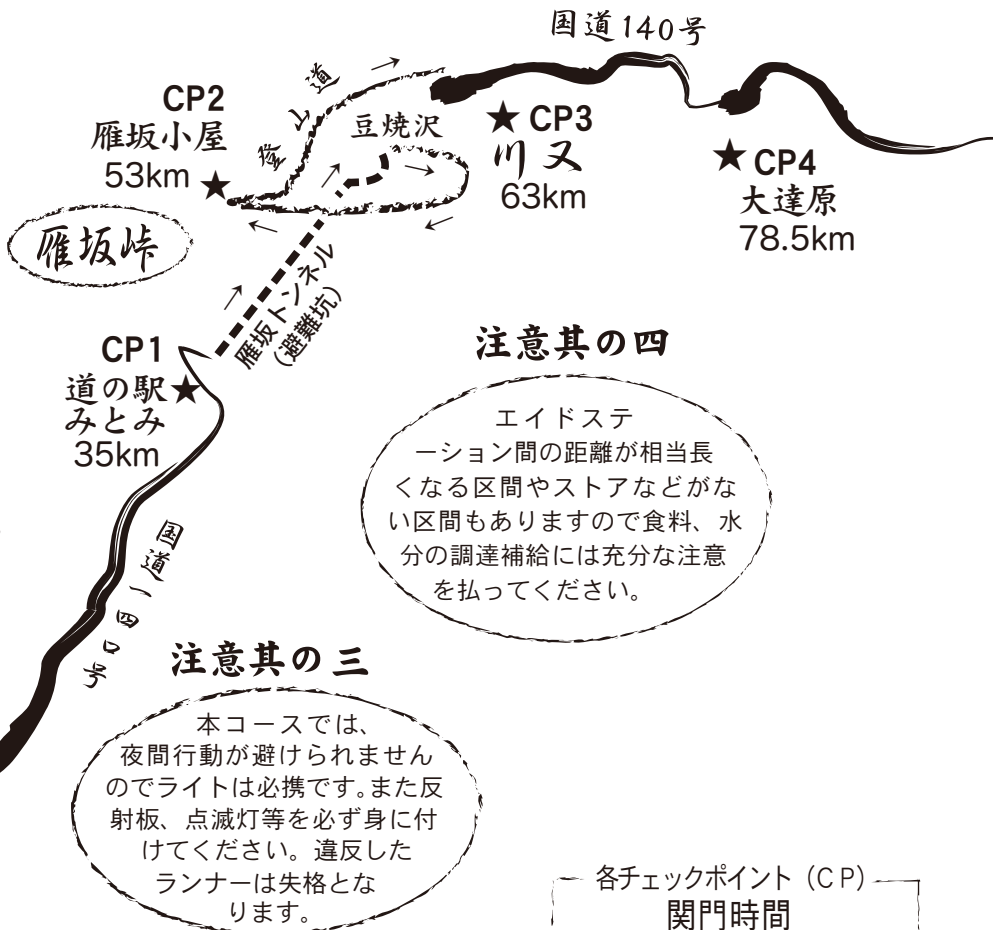 国道140号
登山道
豆焼沢
CP2
雁坂小屋
53km
CP3
川又
63km
CP4
大達原
78.5km
雁坂峠
雁坂トンネル
(避難坑)
CP1
道の駅
みとみ
35km
国道一四〇号
注意其の四
エイドステ
ーション間の距離が相当長
くなる区間やストアなどがな
い区間もありますので食料、水
分の調達補給には充分な注意
を払ってください。
注意其の三
本コースでは、
夜間行動が避けられません
のでライトは必携です。また反
射板、点滅灯等を必ず身に付
けてください。違反した
ランナーは失格とな
ります。
各チェックポイント（CP）
関門時間